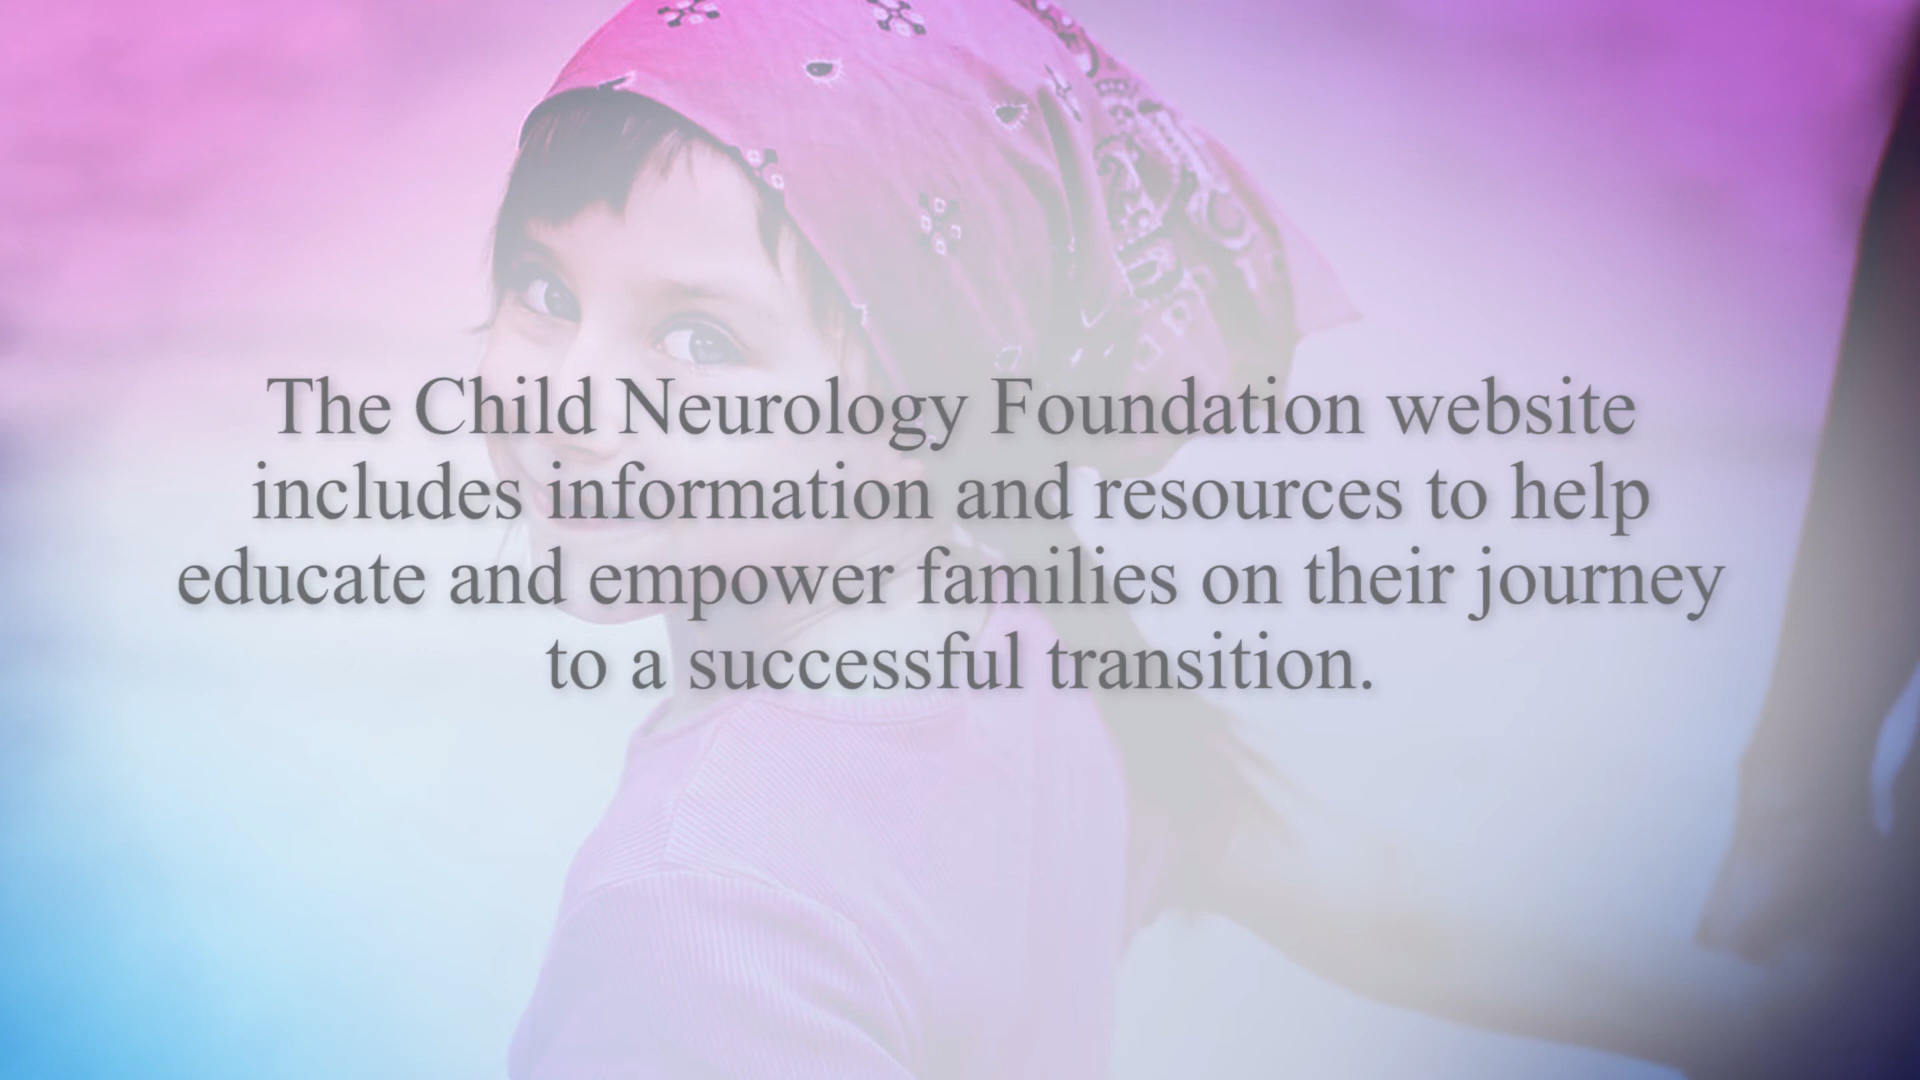 The Child Neurology Foundation website
includes information and resources to help
educate and empower families on their journey
to a successful transition.